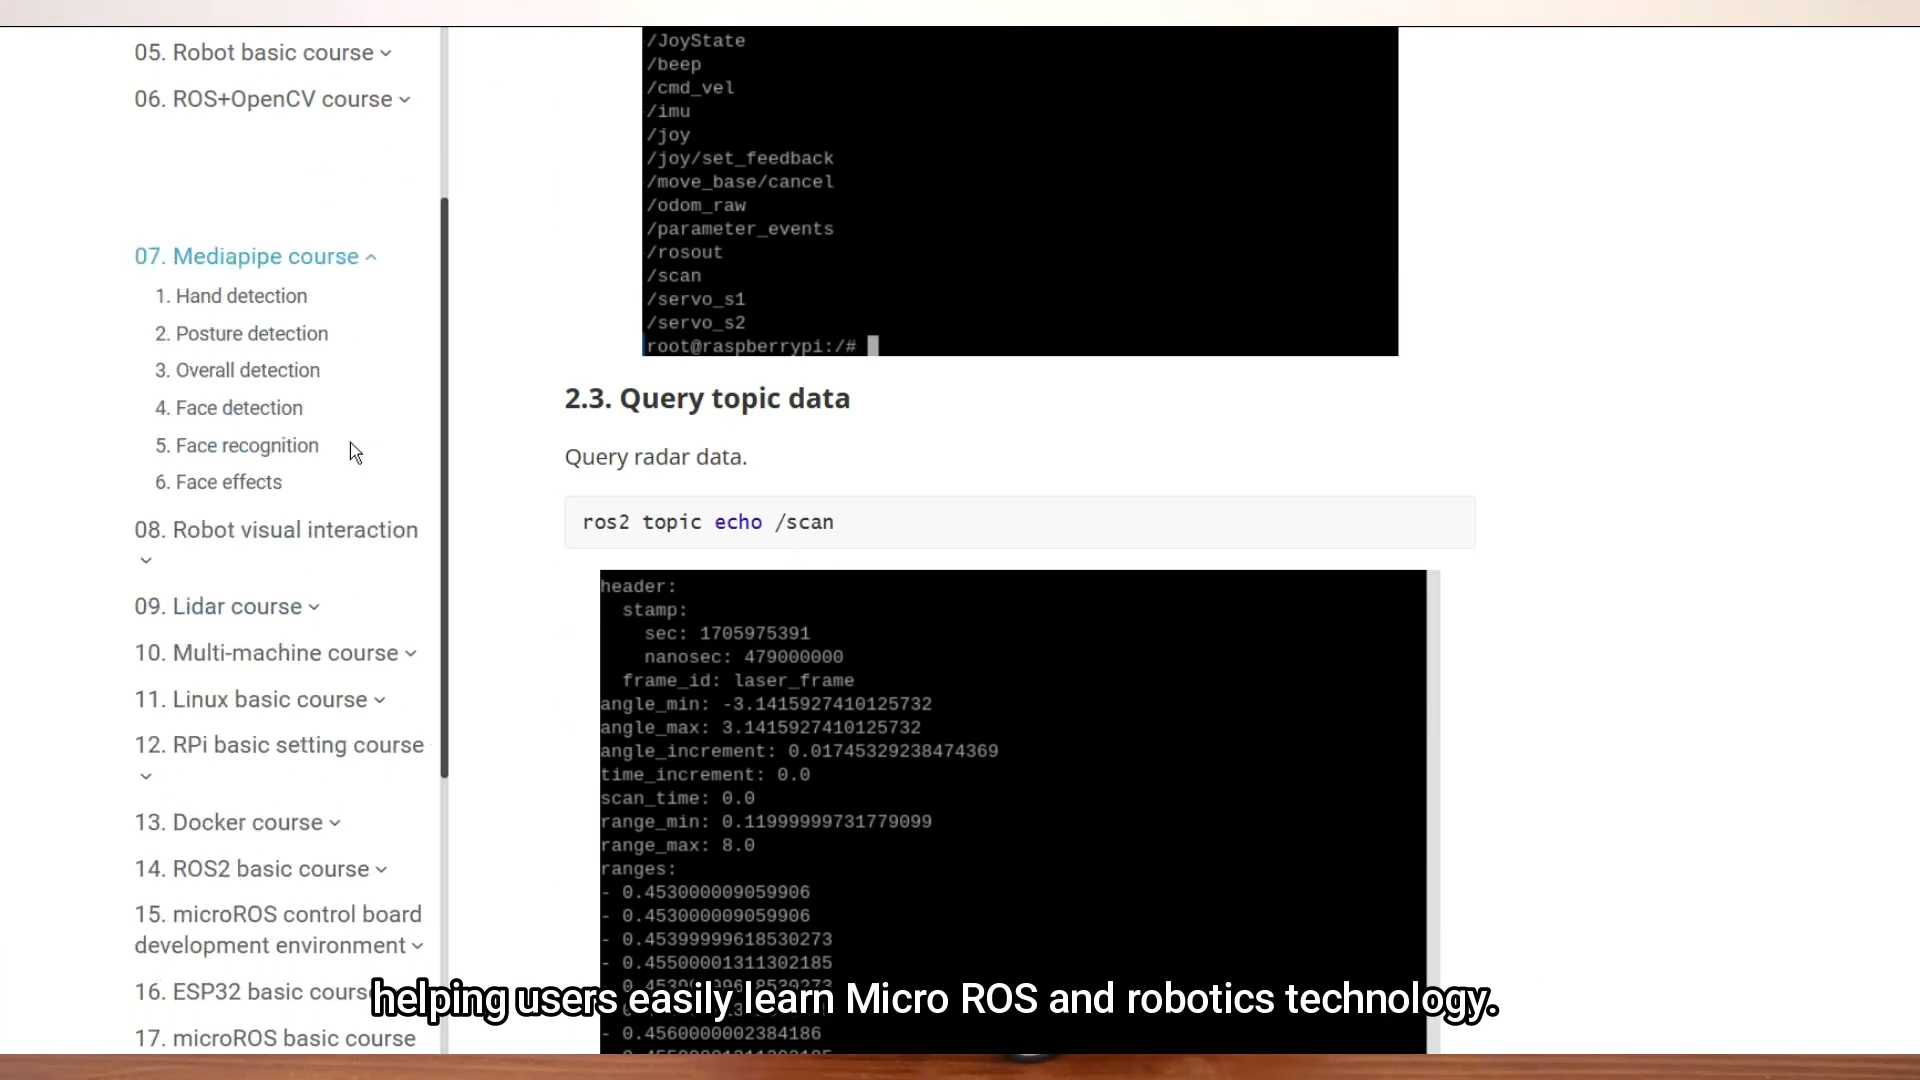 05. Robot basic course
06. ROS+OpenCV course
07. Mediapipe course
1. Hand detection
2. Posture detection
3. Overall detection
4. Face detection
5. Face recognition
6. Face effects
08. Robot visual interaction
09. Lidar course
10. Multi-machine course
11. Linux basic course
12. RPi basic setting course
13. Docker course
14. ROS2 basic course
15. microROS control board
development environment
16. ESP32 basic cours
17. microROS basic course
/JoyState
/beep
/cmd_vel
/imu
/joy
/joy/set_feedback
/move_base/cancel
/odom_raw
/parameter_events
/rosout
/scan
/servo_s1
/servo_s2
root@raspberrypi:/#
2.3. Query topic data
Query radar data.
ros2 topic echo /scan
header:
stamp:
sec: 1705975391
nanosec: 479000000
frame_id: laser_frame
angle_min: -3.1415927410125732
angle_max: 3.1415927410125732
angle_increment: 0.01745329238474369
time_increment: 0.0
scan_time: 0.0
range_min: 0.11999999731779099
range_max: 8.0
ranges:
- 0.453000009059906
- 0.453000009059906
- 0.45399999618530273
- 0.45500001311302185
- 0.45600000002384186
helping users easily learn Micro ROS and robotics technology.